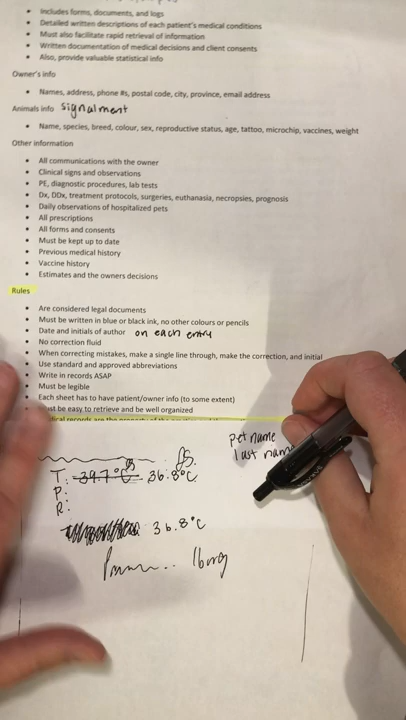 • Includes forms, documents, and logs
• Detailed written descriptions of each patient's medical conditions
• Must also facilitate rapid retrieval of information
• Written documentation of medical decisions and client consents
• Also, provide valuable statistical info
Owner's info
• Names, address, phone #s, postal code, city, province, email address
Animals info signalment
• Name, species, breed, colour, sex, reproductive status, age, tattoo, microchip, vaccines, weight
Other information
• All communications with the owner
• Clinical signs and observations
• PE, diagnostic procedures, lab tests
• Dx, DDx, treatment protocols, surgeries, euthanasia, necropsies, prognosis
• Daily observations of hospitalized pets
• All prescriptions
• All forms and consents
• Must be kept up to date
• Previous medical history
• Vaccine history
• Estimates and the owners decisions
Rules
• Are considered legal documents
• Must be written in blue or black ink, no other colours or pencils
• Date and initials of author on each entry
• No correction fluid
• When correcting mistakes, make a single line through, make the correction, and initial
• Use standard and approved abbreviations
• Write in records ASAP
• Must be legible
• Each sheet has to have patient/owner info (to some extent)
must be easy to retrieve and be well organized
medical records are the
pet name
last name
T: 39.7°C 36.8°C
P:
R:
36.8°C